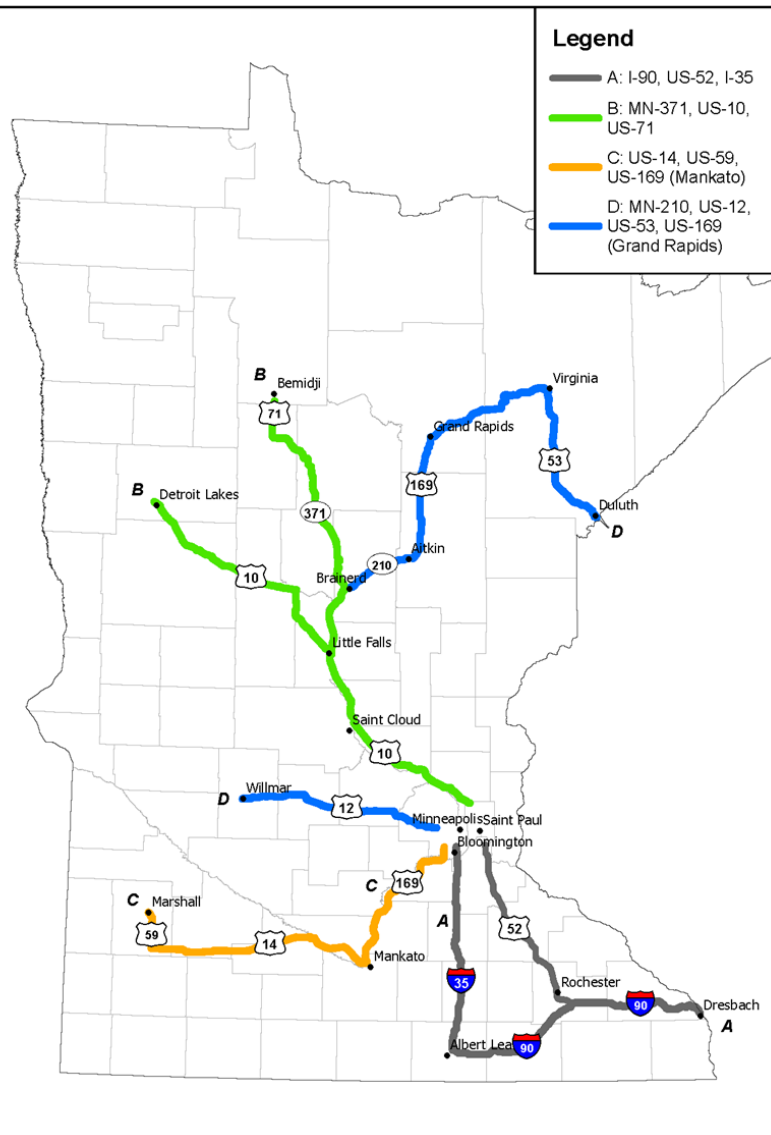 Legend
A: I-90, US-52, I-35
B: MN-371, US-10,
US-71
C: US-14, US-59,
US-169 (Mankato)
D: MN-210, US-12,
US-53, US-169
(Grand Rapids)
B
Bemidji
71
Virginia
Grand Rapids
53
169
B
Detroit Lakes
371
Duluth
D
Aitkin
210
10
Brainerd
Little Falls
Saint Cloud
10
D
Willmar
12
Minneapolis
Saint Paul
Bloomington
C
169
C
Marshall
A
59
14
52
Mankato
35
Rochester
90
Dresbach
A
Albert Lea
90